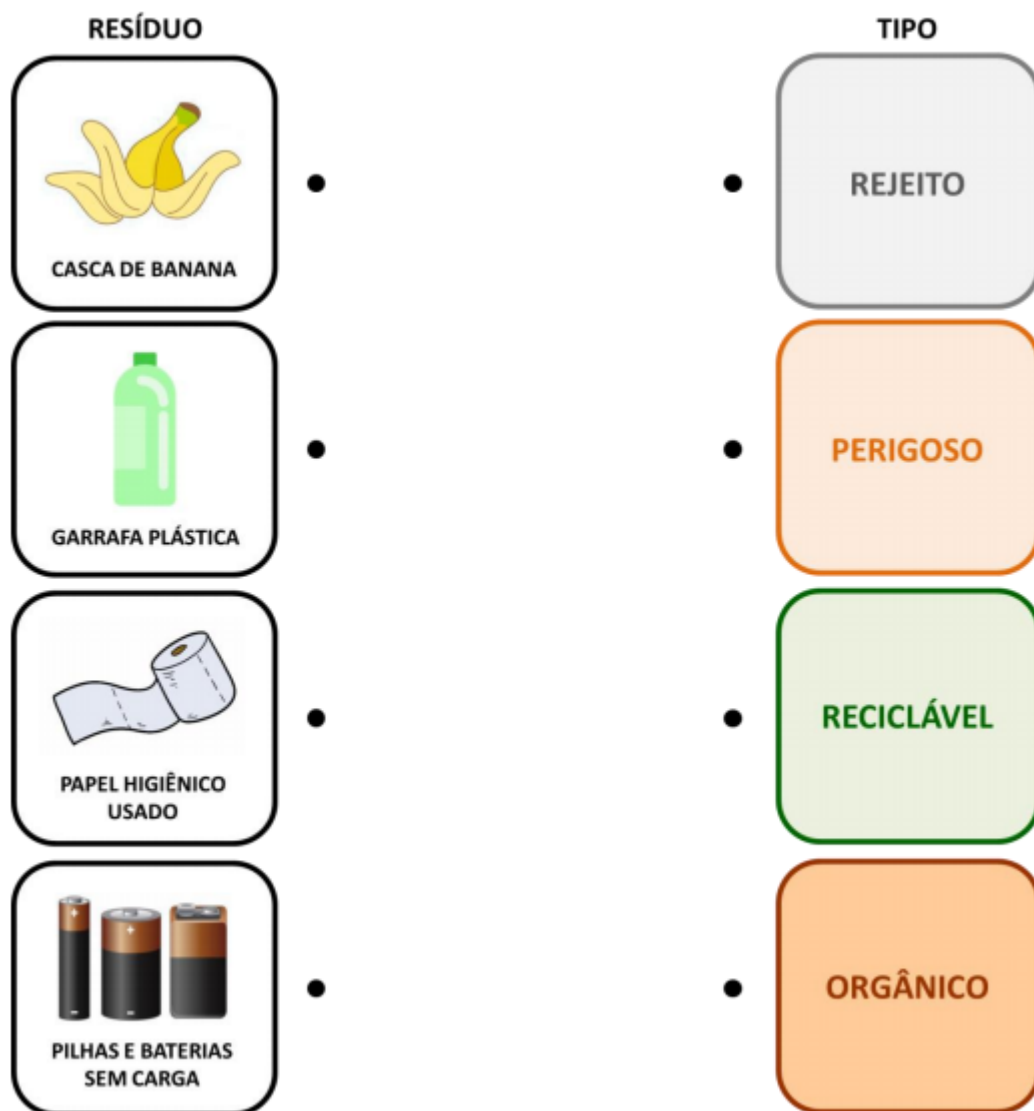 RESÍDUO
TIPO
CASCA DE BANANA
REJEITO
GARRAFA PLÁSTICA
PERIGOSO
PAPEL HIGIÊNICO
USADO
RECICLÁVEL
PILHAS E BATERIAS
SEM CARGA
ORGÂNICO